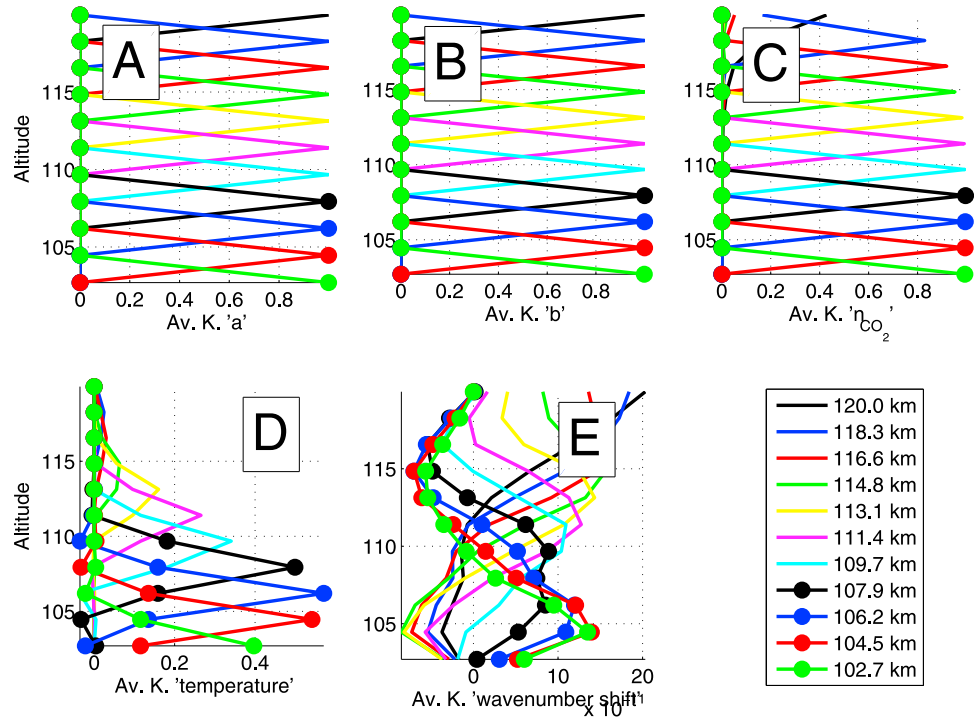 A
B
C
Altitude
115
110
105
0 0.2 0.4 0.6 0.8
Av. K. 'a'
115
110
105
0 0.2 0.4 0.6 0.8
Av. K. 'b'
115
110
105
0 0.2 0.4 0.6 0.8
Av. K. 'nCO2'
D
E
Altitude
115
110
105
0 0.2 0.4
Av. K. 'temperature'
115
110
105
0 10 20
Av. K. 'wavenumber shift'
120.0 km
118.3 km
116.6 km
114.8 km
113.1 km
111.4 km
109.7 km
107.9 km
106.2 km
104.5 km
102.7 km